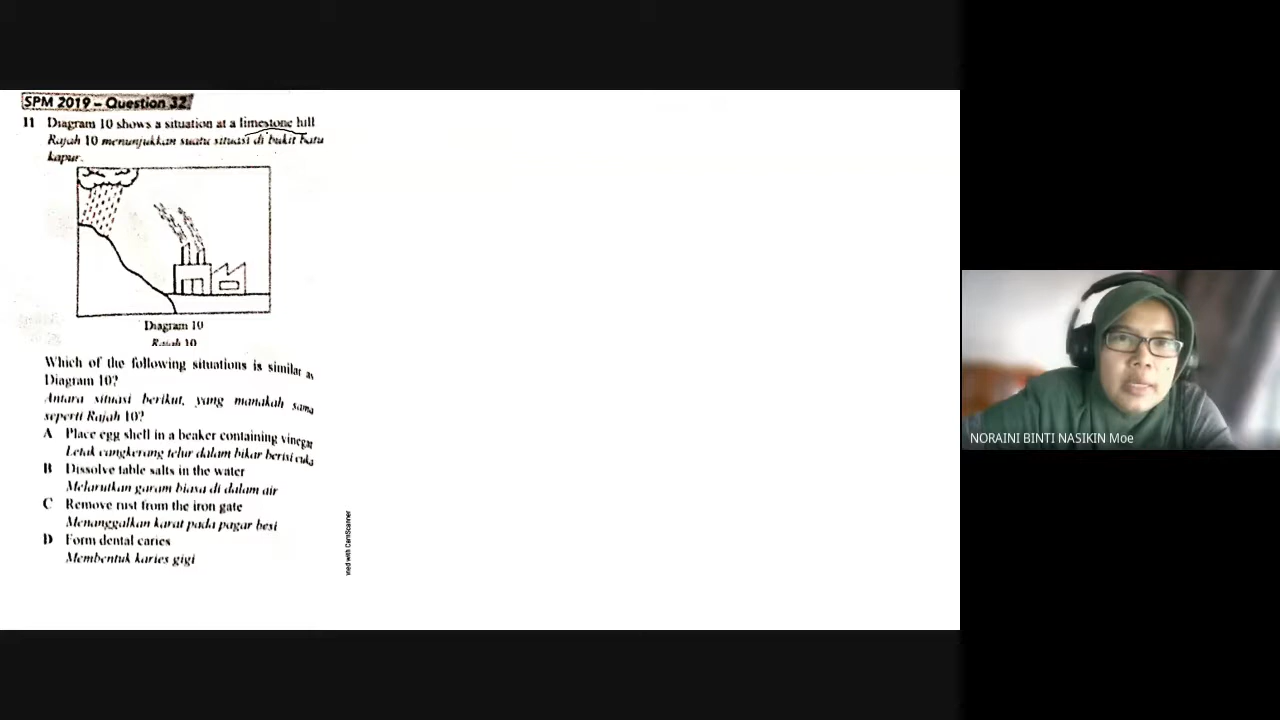 SPM 2019 – Question 32
11 Diagram 10 shows a situation at a limestone hill
Rajah 10 menunjukkan suatu situasi di bukit batu
kapur.
Diagram 10
Rajah 10
Which of the following situations is similar as
Diagram 10?
Antara situasi berikut, yang manakah sama
seperti Rajah 10?
A Place egg shell in a beaker containing vinegar
Letak cangkerang telur dalam bikar berisi cuka
B Dissolve table salts in the water
Melarutkan garam biasa di dalam air
C Remove rust from the iron gate
Menanggalkan karat pada pagar besi
D Form dental caries
Membentuk karies gigi
ned with CamScanner
NORAINI BINTI NASIKIN Moe